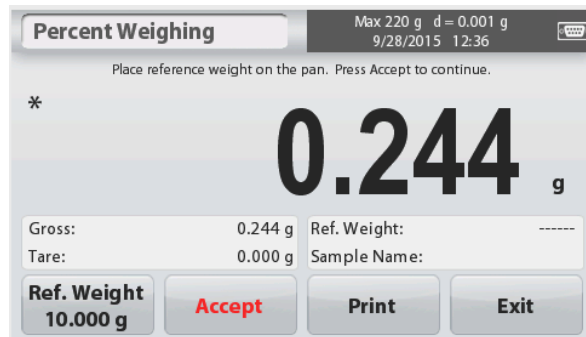 Percent Weighing
Max 220 g d = 0.001 g
9/28/2015 12:36
Place reference weight on the pan. Press Accept to continue.
*
0.244 g
Gross: 0.244 g
Ref. Weight: ------
Tare: 0.000 g
Sample Name:
Ref. Weight
10.000 g
Accept
Print
Exit